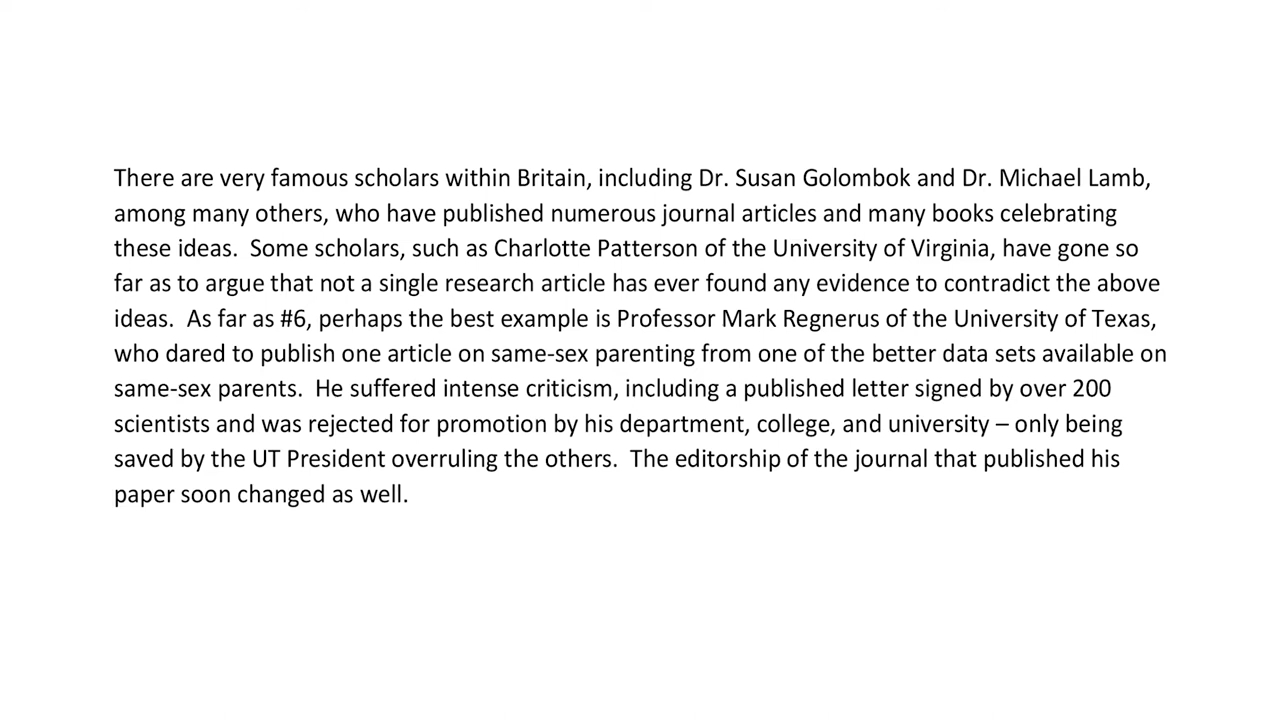 There are very famous scholars within Britain, including Dr. Susan Golombok and Dr. Michael Lamb,
among many others, who have published numerous journal articles and many books celebrating
these ideas.  Some scholars, such as Charlotte Patterson of the University of Virginia, have gone so
far as to argue that not a single research article has ever found any evidence to contradict the above
ideas.  As far as #6, perhaps the best example is Professor Mark Regnerus of the University of Texas,
who dared to publish one article on same-sex parenting from one of the better data sets available on
same-sex parents.  He suffered intense criticism, including a published letter signed by over 200
scientists and was rejected for promotion by his department, college, and university – only being
saved by the UT President overruling the others.  The editorship of the journal that published his
paper soon changed as well.